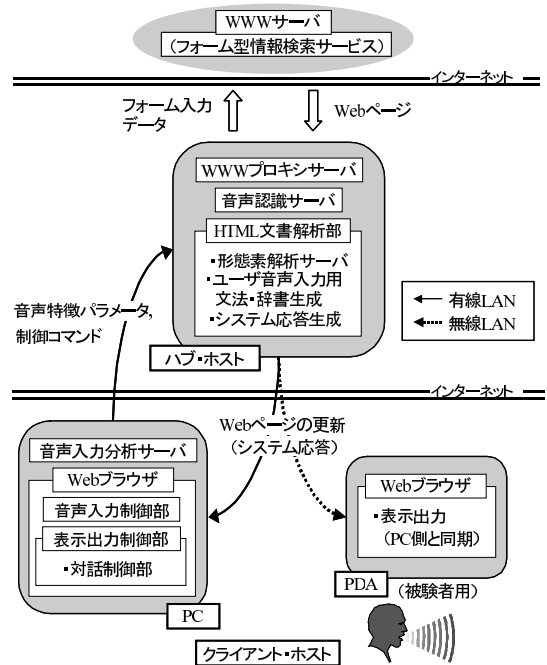 WWWサーバ
(フォーム型情報検索サービス)
インターネット
フォーム入力
データ
Webページ
WWWプロキシサーバ
音声認識サーバ
HTML文書解析部
・形態素解析サーバ
・ユーザ音声入力用
文法・辞書生成
・システム応答生成
ハブ・ホスト
音声特徴パラメータ,
制御コマンド
有線LAN
無線LAN
インターネット
Webページの更新
(システム応答)
音声入力分析サーバ
Webブラウザ
音声入力制御部
表示出力制御部
・対話制御部
PC
Webブラウザ
・表示出力
(PC側と同期)
PDA
(被験者用)
クライアント・ホスト